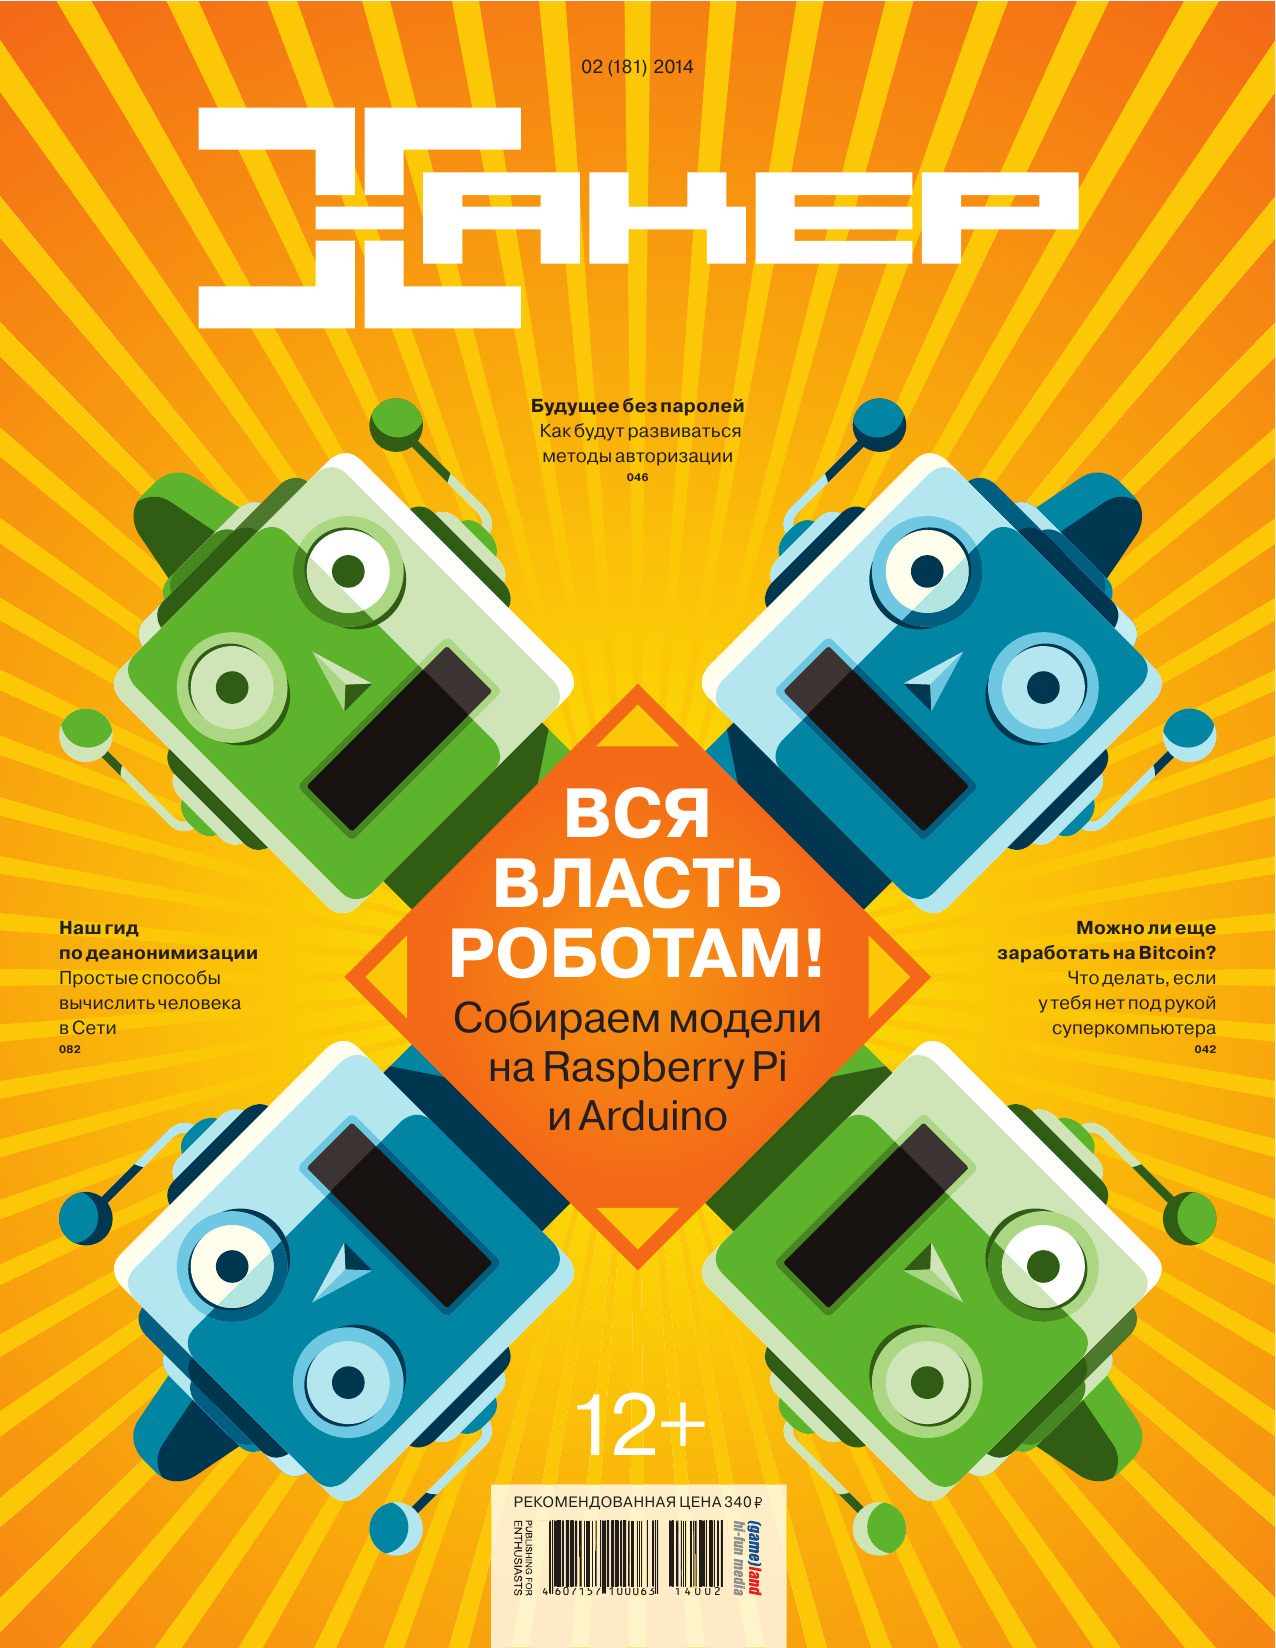 02 (181) 2014
ХАКЕР
Будущее без паролей
Как будут развиваться
методы авторизации
046
ВСЯ
ВЛАСТЬ
РОБОТАМ!
Собираем модели
на Raspberry Pi
и Arduino
Наш гид
по деанонимизации
Простые способы
вычислить человека
в Сети
082
Можно ли еще
заработать на Bitcoin?
Что делать, если
у тебя нет под рукой
суперкомпьютера
042
12+
РЕКОМЕНДОВАННАЯ ЦЕНА 340 ₽
PUBLISHING FOR
ENTHUSIASTS
4 607157 100063
14002
(game)land
hi-fun media